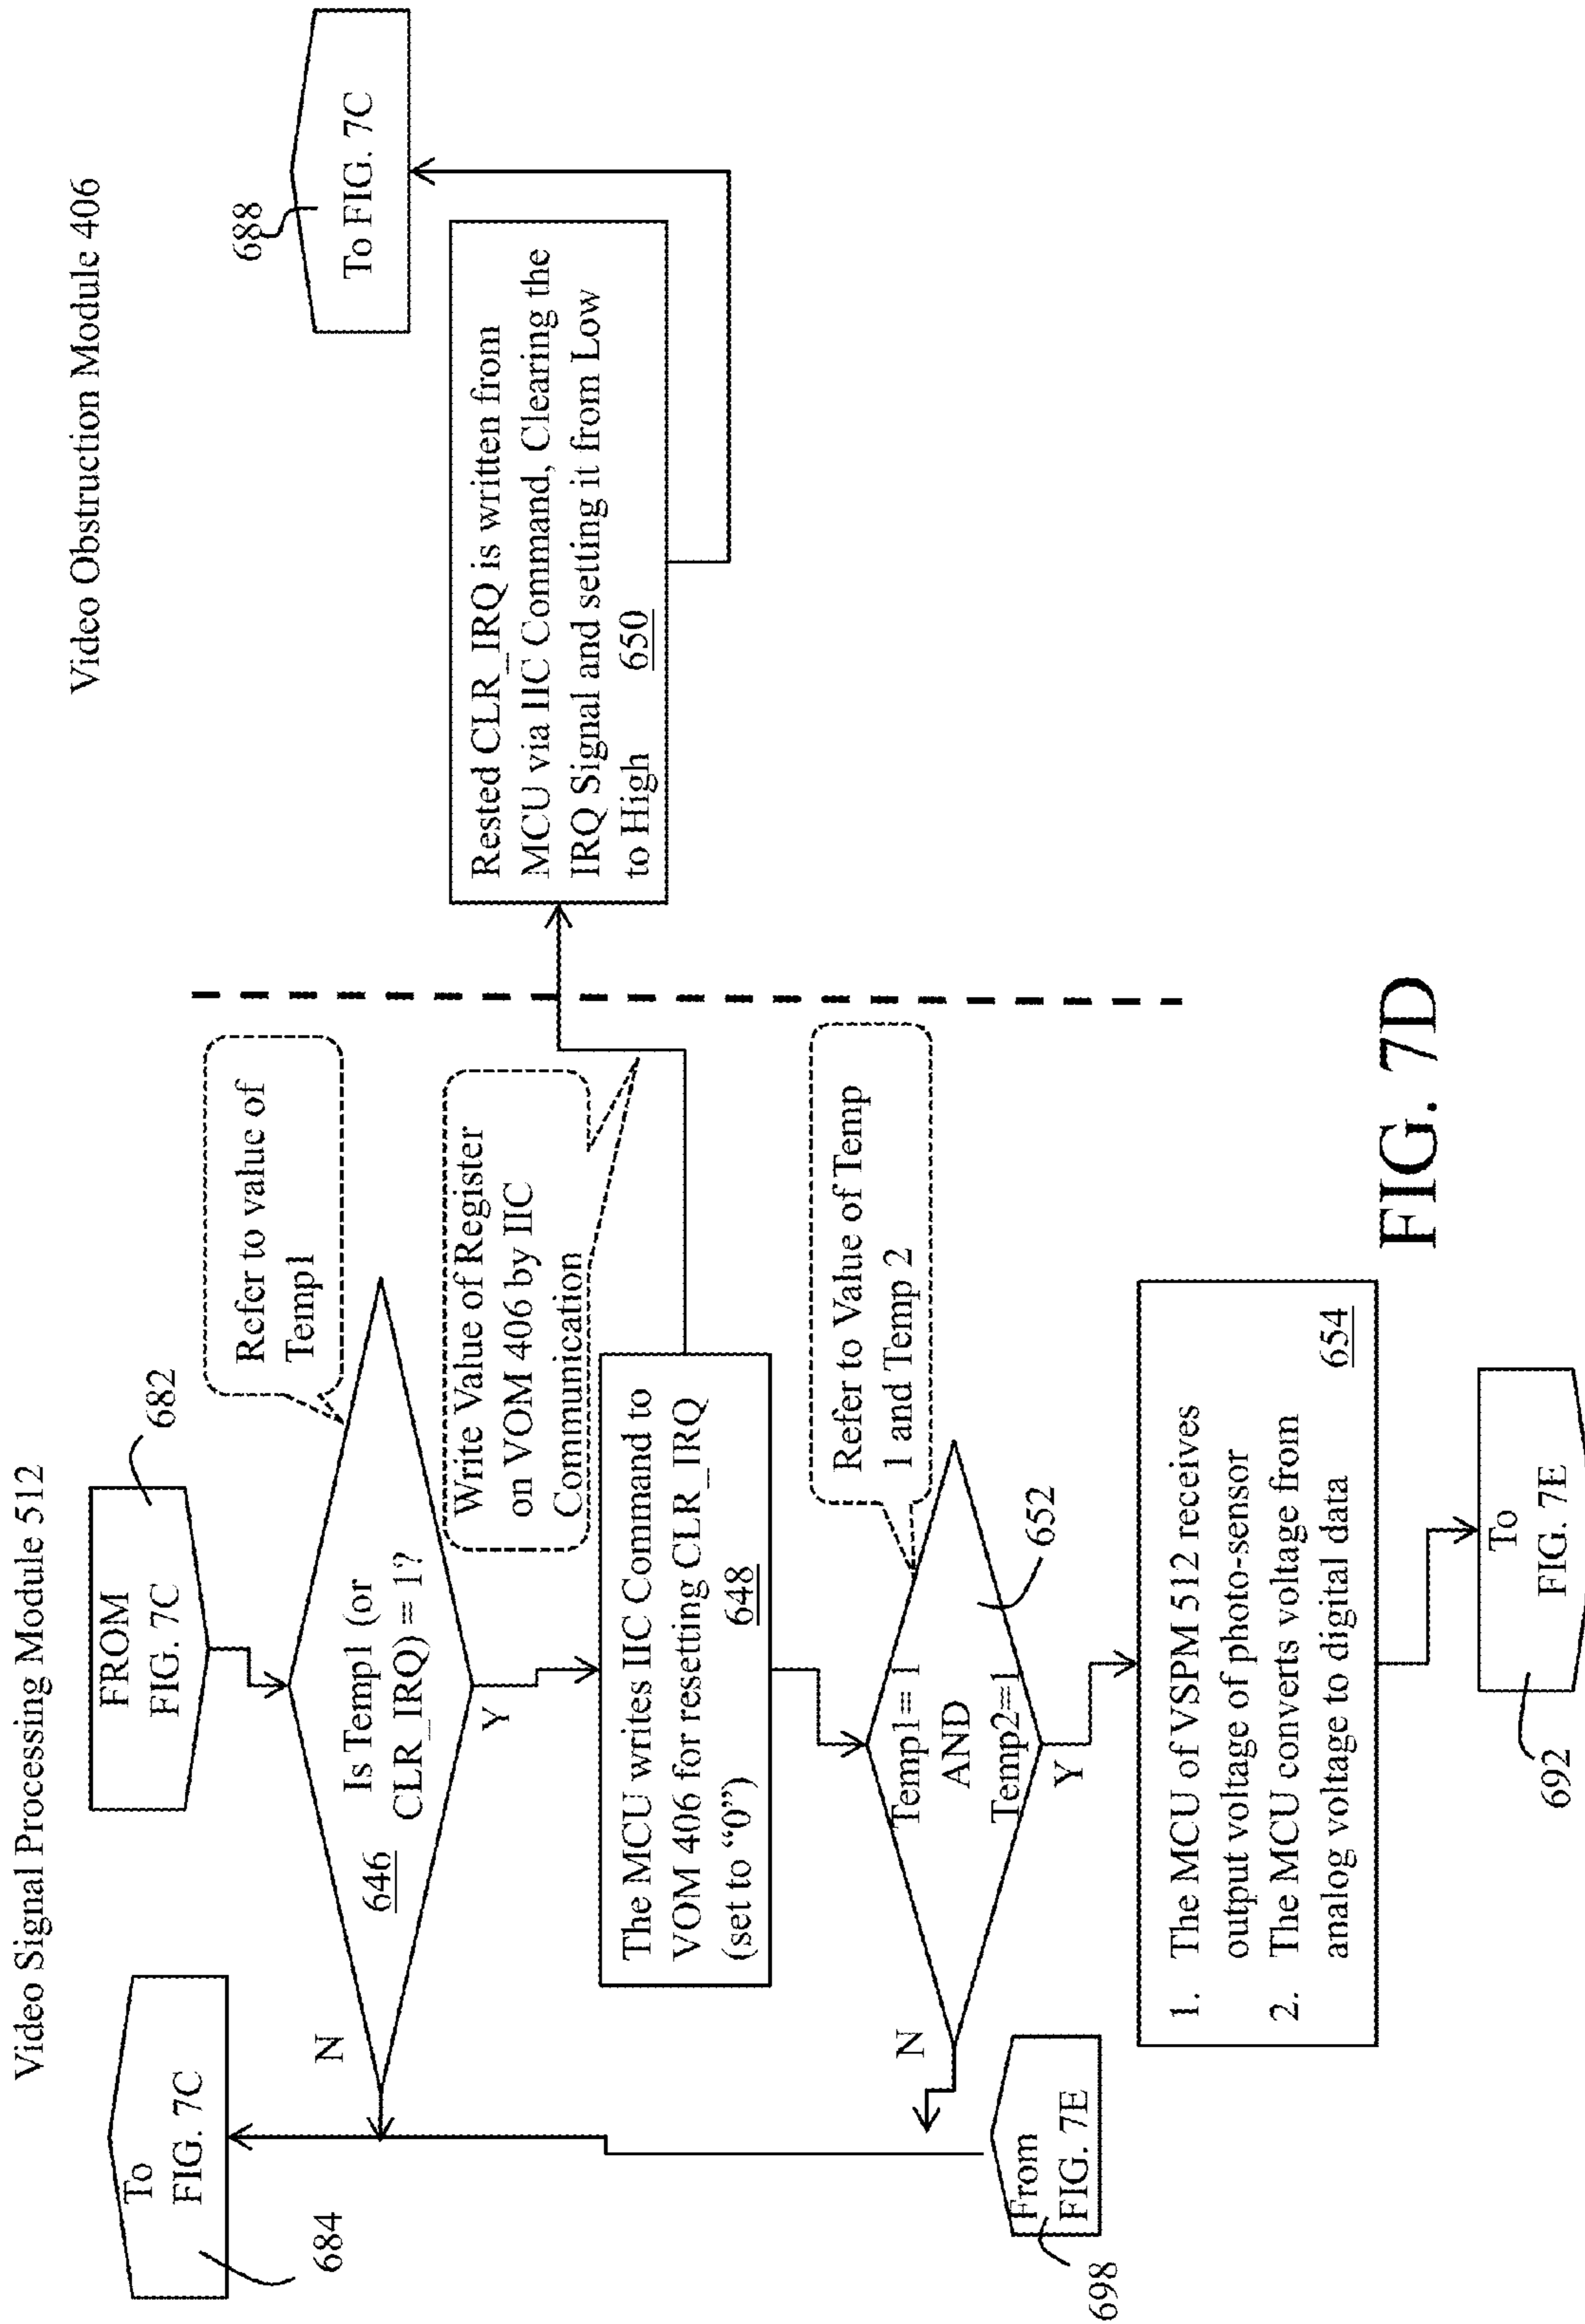 Video Signal Processing Module 512
Video Obstruction Module 406
To
FIG. 7C
684
FROM
FIG. 7C
682
688
To FIG. 7C
Refer to value of
Temp1
Is Temp1 (or
CLR_IRQ) = 1?
646
N
Y
Write Value of Register
on VOM 406 by IIC
Communication
Rested CLR_IRQ is written from
MCU via IIC Command, Clearing the
IRQ Signal and setting it from Low
to High 650
The MCU writes IIC Command to
VOM 406 for resetting CLR_IRQ
(set to “0”) 648
Refer to Value of Temp
1 and Temp 2
Temp1= 1
AND
Temp2=1
652
N
Y
From
FIG. 7E
698
1. The MCU of VSPM 512 receives
output voltage of photo-sensor
2. The MCU converts voltage from
analog voltage to digital data 654
To
FIG. 7E
692
FIG. 7D